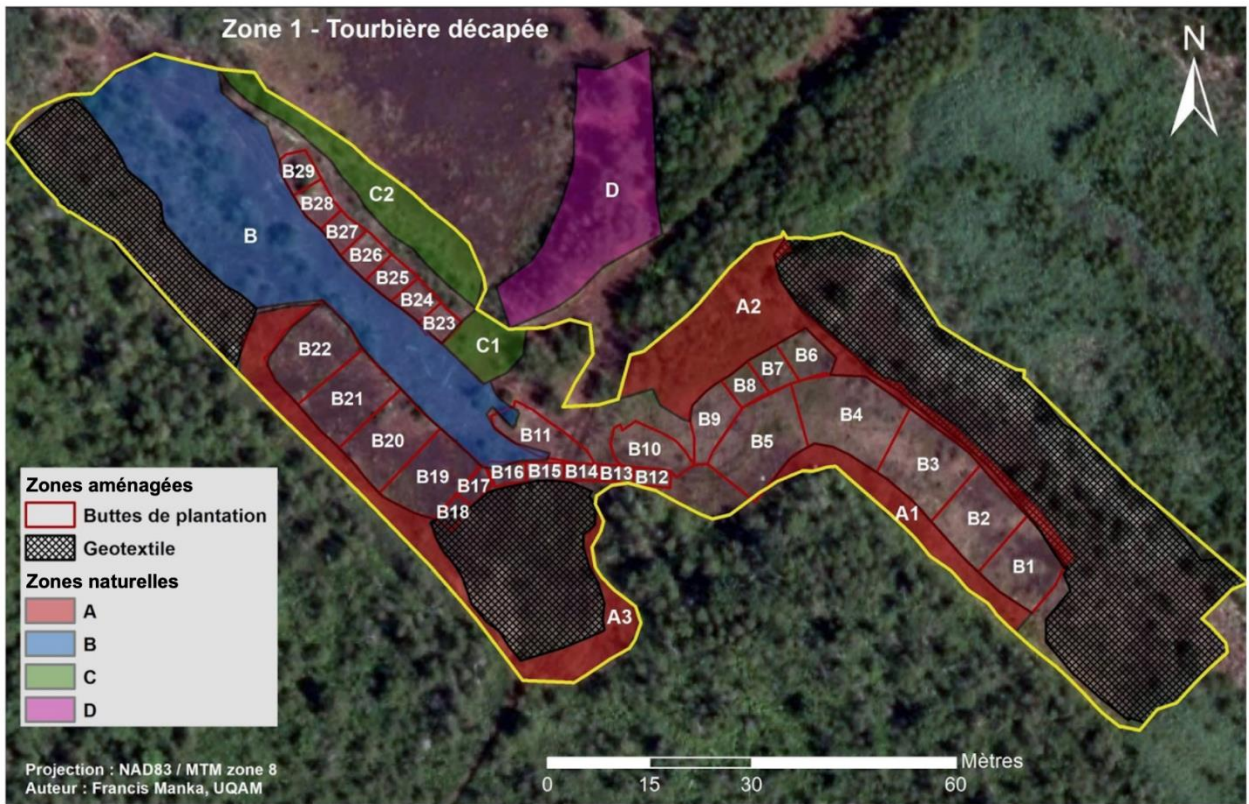 Zone 1 - Tourbière décapée
N
B29
C2
D
B28
B
B27
B26
B25
B24
B23
C1
A2
B6
B7
B8
B22
B21
B20
B19
B18
B17
B16
B15
B14
B13
B12
B11
B10
B9
B5
B4
B3
B2
B1
A1
A3
Zones aménagées
Buttes de plantation
Geotextile
Zones naturelles
A
B
C
D
Projection : NAD83 / MTM zone 8
Auteur : Francis Manka, UQAM
Mètres
0 15 30 60